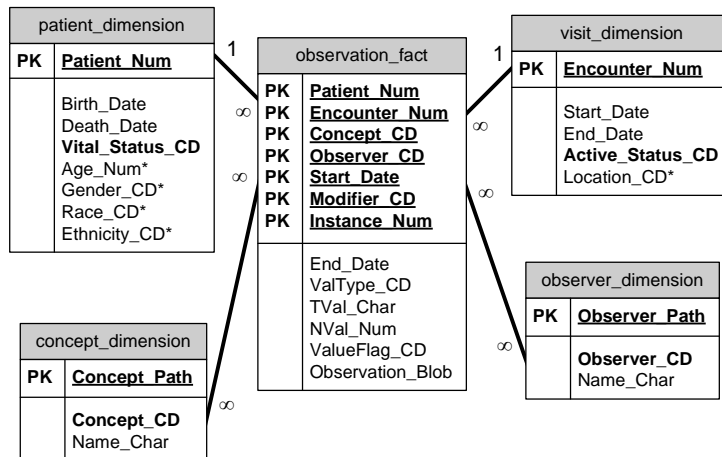 patient_dimension
PK Patient_Num
Birth_Date
Death_Date
Vital_Status_CD
Age_Num*
Gender_CD*
Race_CD*
Ethnicity_CD*
1
∞
observation_fact
PK Patient_Num
PK Encounter_Num
PK Concept_CD
PK Observer_CD
PK Start_Date
PK Modifier_CD
PK Instance_Num
End_Date
ValType_CD
TVal_Char
NVal_Num
ValueFlag_CD
Observation_Blob
1
∞
visit_dimension
PK Encounter_Num
Start_Date
End_Date
Active_Status_CD
Location_CD*
∞
∞
concept_dimension
PK Concept_Path
Concept_CD
Name_Char
∞
∞
observer_dimension
PK Observer_Path
Observer_CD
Name_Char